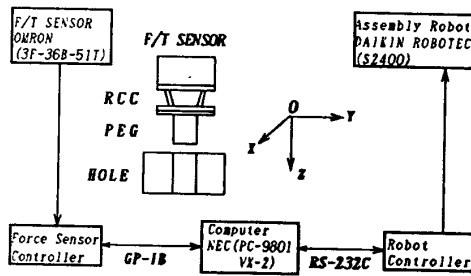 F/T SENSOR
OMRON
(3F-36B-51T)
F/T SENSOR
RCC
PEG
HOLE
O
Y
X
Z
Assembly Robot
DAIKIN ROBOTEC
(S2400)
Force Sensor
Controller
GP-IB
Computer
NEC(PC-9801
VX-2)
RS-232C
Robot
Controller